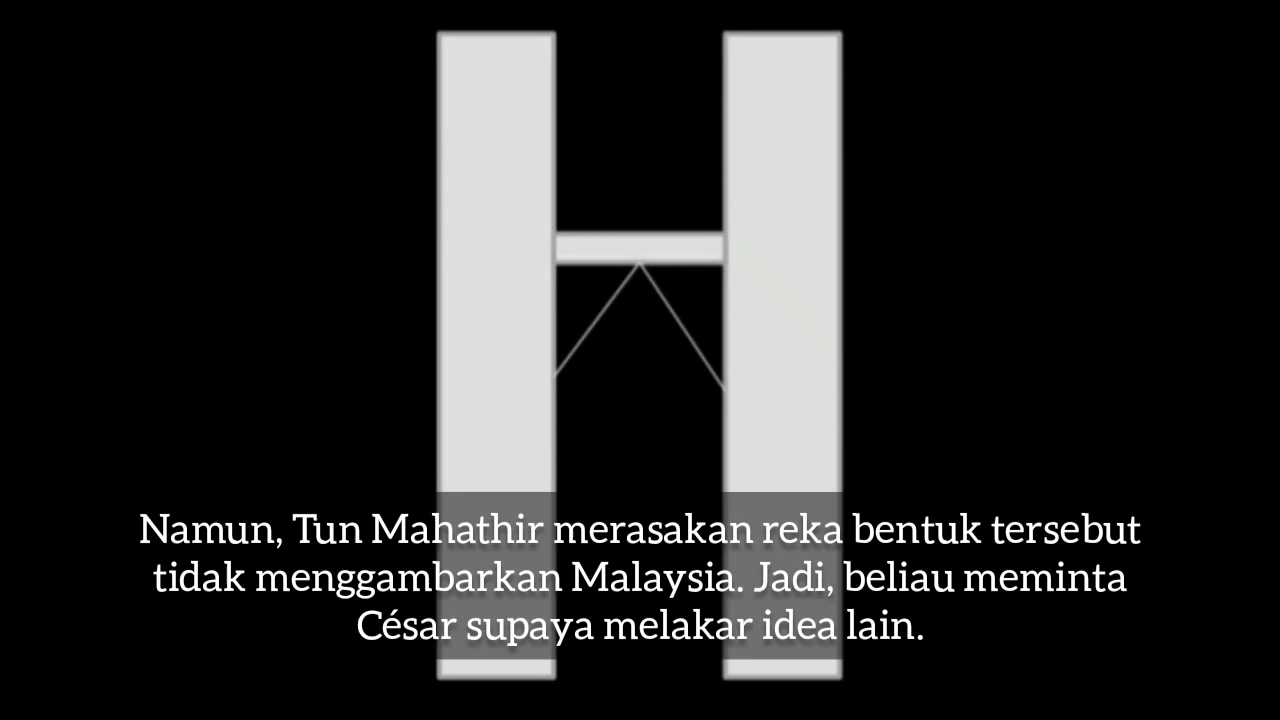 Namun, Tun Mahathir merasakan reka bentuk tersebut
tidak menggambarkan Malaysia. Jadi, beliau meminta
César supaya melakar idea lain.